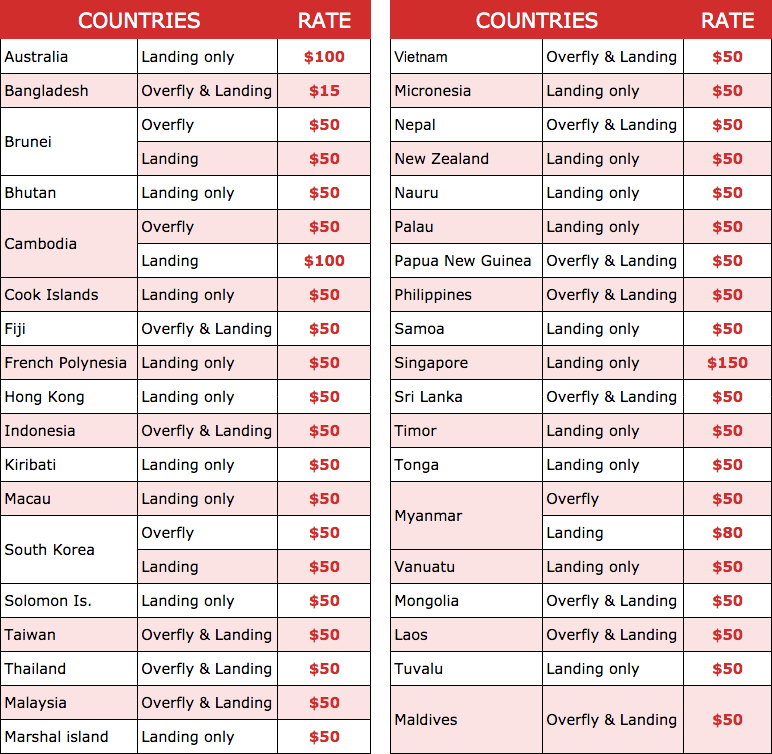 COUNTRIES RATE
Australia Landing only $100
Bangladesh Overfly & Landing $15
Brunei Overfly $50
Landing $50
Bhutan Landing only $50
Cambodia Overfly $50
Landing $100
Cook Islands Landing only $50
Fiji Overfly & Landing $50
French Polynesia Landing only $50
Hong Kong Landing only $50
Indonesia Overfly & Landing $50
Kiribati Landing only $50
Macau Landing only $50
South Korea Overfly $50
Landing $50
Solomon Is. Landing only $50
Taiwan Overfly & Landing $50
Thailand Overfly & Landing $50
Malaysia Overfly & Landing $50
Marshal island Landing only $50
COUNTRIES RATE
Vietnam Overfly & Landing $50
Micronesia Landing only $50
Nepal Overfly & Landing $50
New Zealand Landing only $50
Nauru Landing only $50
Palau Landing only $50
Papua New Guinea Overfly & Landing $50
Philippines Overfly & Landing $50
Samoa Landing only $50
Singapore Landing only $150
Sri Lanka Overfly & Landing $50
Timor Landing only $50
Tonga Landing only $50
Myanmar Overfly $50
Landing $80
Vanuatu Landing only $50
Mongolia Overfly & Landing $50
Laos Overfly & Landing $50
Tuvalu Landing only $50
Maldives Overfly & Landing $50